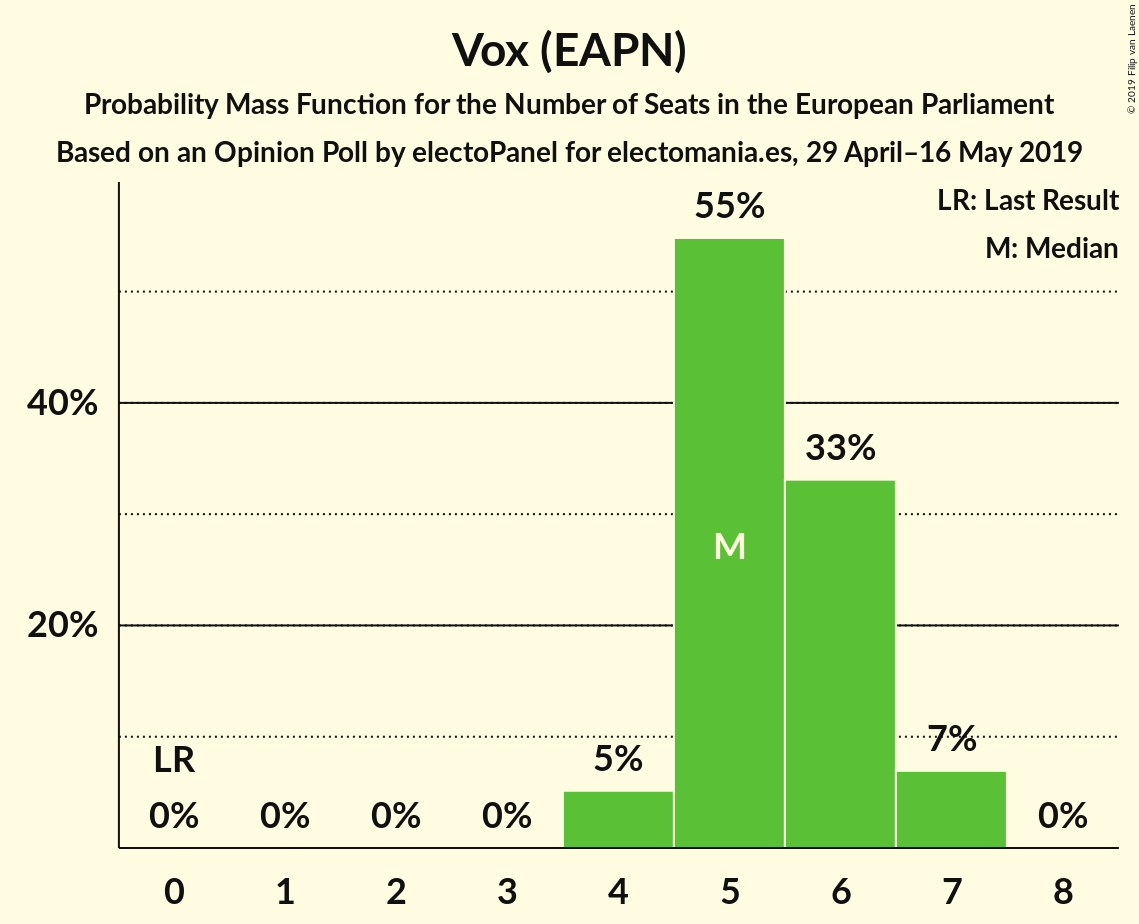 Vox (EAPN)
Probability Mass Function for the Number of Seats in the European Parliament
Based on an Opinion Poll by electoPanel for electomania.es, 29 April–16 May 2019
© 2019 Filip van Laenen
LR: Last Result
M: Median
55%
40%
33%
M
20%
7%
LR
5%
0% 0% 0% 0% 0%
0 1 2 3 4 5 6 7 8